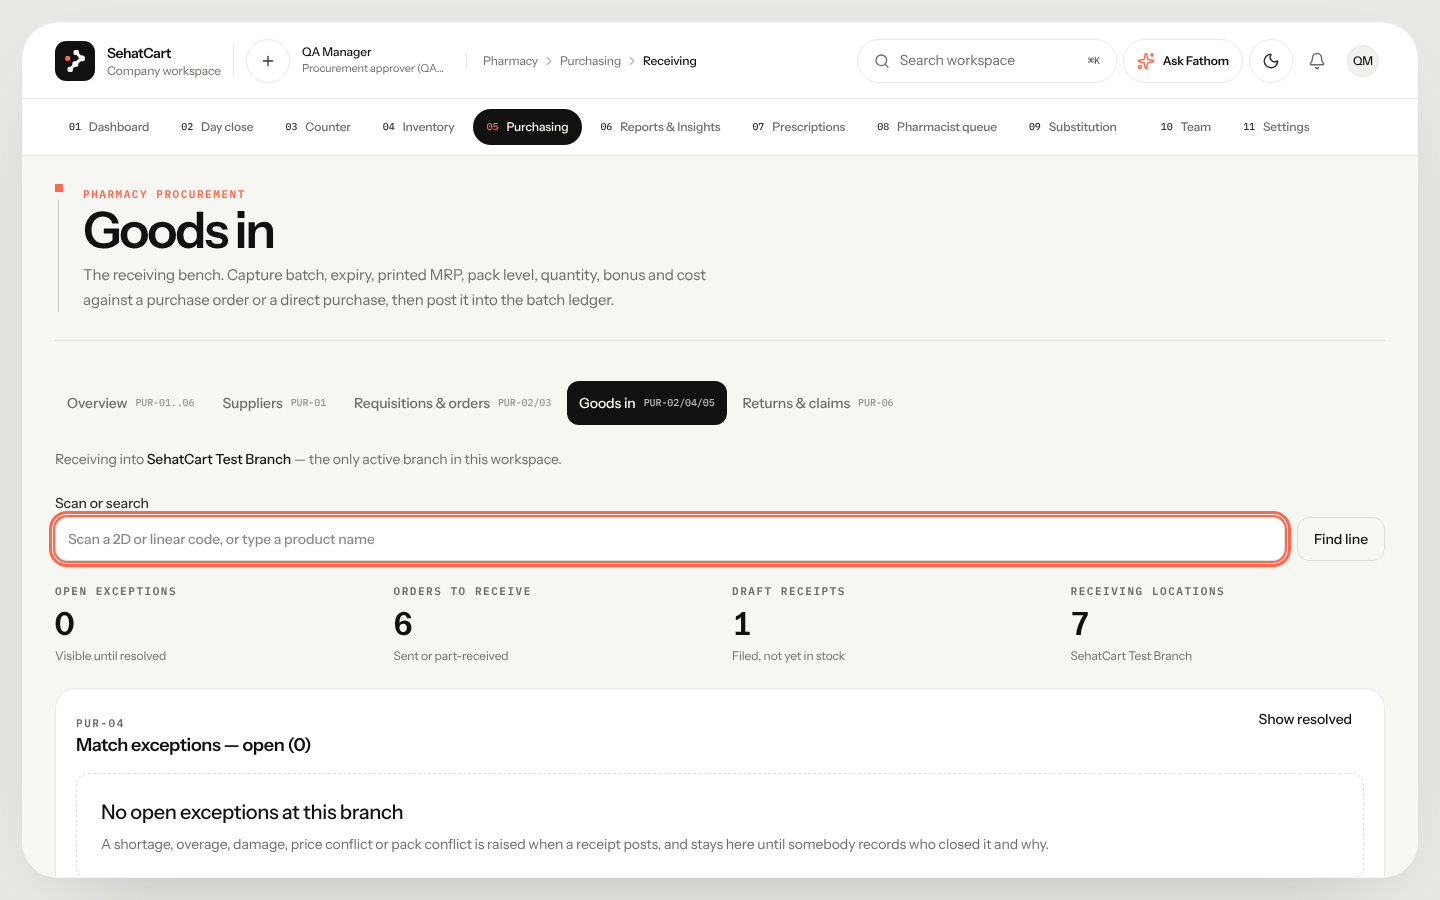 SehatCart
Company workspace
QA Manager
Procurement approver (QA...
Pharmacy
Purchasing
Receiving
Search workspace
⌘K
Ask Fathom
QM
01 Dashboard
02 Day close
03 Counter
04 Inventory
05 Purchasing
06 Reports & Insights
07 Prescriptions
08 Pharmacist queue
09 Substitution
10 Team
11 Settings
PHARMACY PROCUREMENT
Goods in
The receiving bench. Capture batch, expiry, printed MRP, pack level, quantity, bonus and cost
against a purchase order or a direct purchase, then post it into the batch ledger.
Overview PUR-01..06
Suppliers PUR-01
Requisitions & orders PUR-02/03
Goods in PUR-02/04/05
Returns & claims PUR-06
Receiving into SehatCart Test Branch — the only active branch in this workspace.
Scan or search
Scan a 2D or linear code, or type a product name
Find line
OPEN EXCEPTIONS
0
Visible until resolved
ORDERS TO RECEIVE
6
Sent or part-received
DRAFT RECEIPTS
1
Filed, not yet in stock
RECEIVING LOCATIONS
7
SehatCart Test Branch
PUR-04
Match exceptions — open (0)
Show resolved
No open exceptions at this branch
A shortage, overage, damage, price conflict or pack conflict is raised when a receipt posts, and stays here until somebody records who closed it and why.